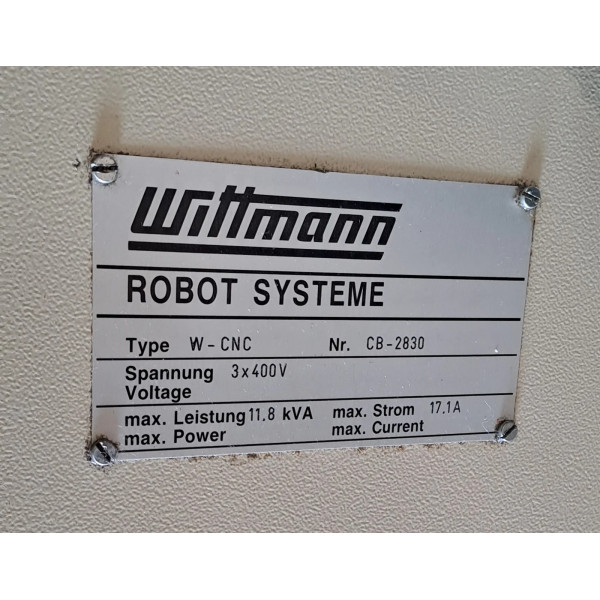 Wittmann
ROBOT SYSTEME
Type W-CNC Nr. CB-2830
Spannung 3x400V
Voltage
max. Leistung 11.8 kVA max. Strom 17.1A
max. Power max. Current